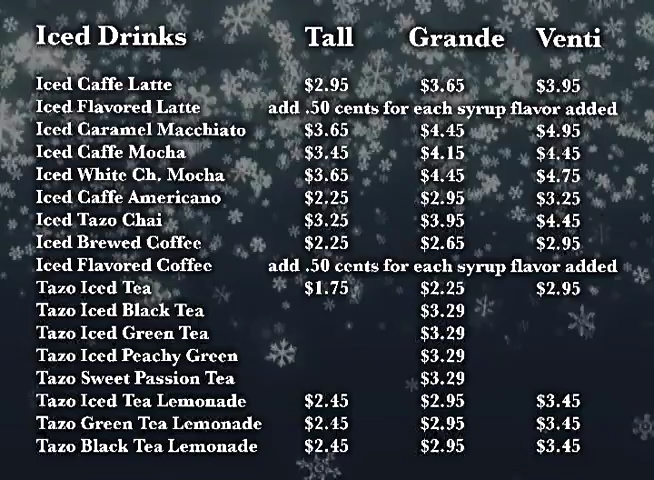 Iced Drinks Tall Grande Venti
Iced Caffe Latte $2.95 $3.65 $3.95
Iced Flavored Latte add .50 cents for each syrup flavor added
Iced Caramel Macchiato $3.65 $4.45 $4.95
Iced Caffe Mocha $3.45 $4.15 $4.45
Iced White Ch. Mocha $3.65 $4.45 $4.75
Iced Caffe Americano $2.25 $2.95 $3.25
Iced Tazo Chai $3.25 $3.95 $4.45
Iced Brewed Coffee $2.25 $2.65 $2.95
Iced Flavored Coffee add .50 cents for each syrup flavor added
Tazo Iced Tea $1.75 $2.25 $2.95
Tazo Iced Black Tea $3.29
Tazo Iced Green Tea $3.29
Tazo Iced Peachy Green $3.29
Tazo Sweet Passion Tea $3.29
Tazo Iced Tea Lemonade $2.45 $2.95 $3.45
Tazo Green Tea Lemonade $2.45 $2.95 $3.45
Tazo Black Tea Lemonade $2.45 $2.95 $3.45